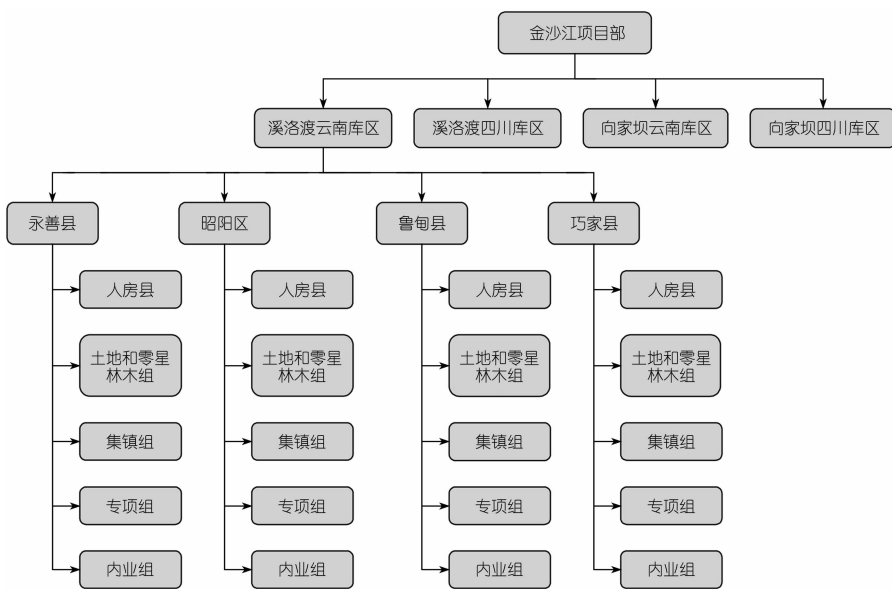 金沙江项目部
溪洛渡云南库区
溪洛渡四川库区
向家坝云南库区
向家坝四川库区
永善县
昭阳区
鲁甸县
巧家县
人房县
人房县
人房县
人房县
土地和零星
林木组
土地和零星
林木组
土地和零星
林木组
土地和零星
林木组
集镇组
集镇组
集镇组
集镇组
专项组
专项组
专项组
专项组
内业组
内业组
内业组
内业组